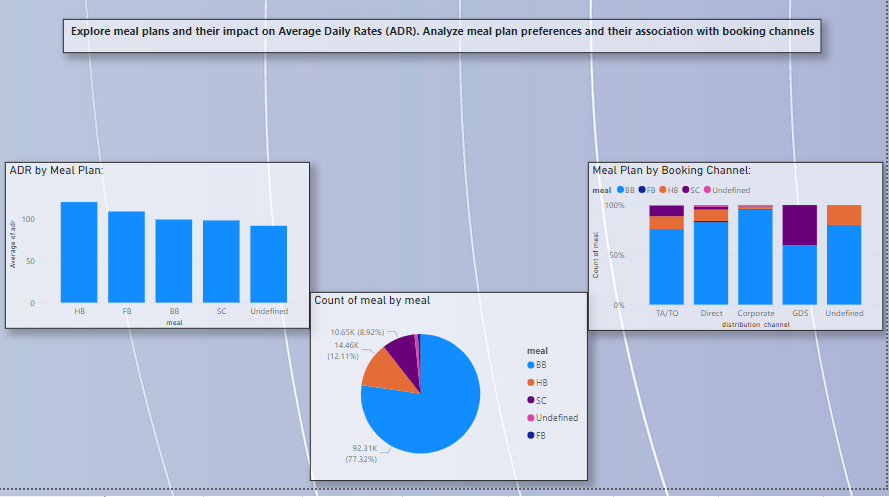 Explore meal plans and their impact on Average Daily Rates (ADR). Analyze meal plan preferences and their association with booking channels
ADR by Meal Plan:
Average of adr
100
50
0
HB FB BB SC Undefined
meal
Count of meal by meal
10.65K (8.92%)
14.46K
(12.11%)
92.31K
(77.32%)
meal
BB
HB
SC
Undefined
FB
Meal Plan by Booking Channel:
meal BB FB HB SC Undefined
Count of meal
100%
50%
0%
TA/TO Direct Corporate GDS Undefined
distribution_channel